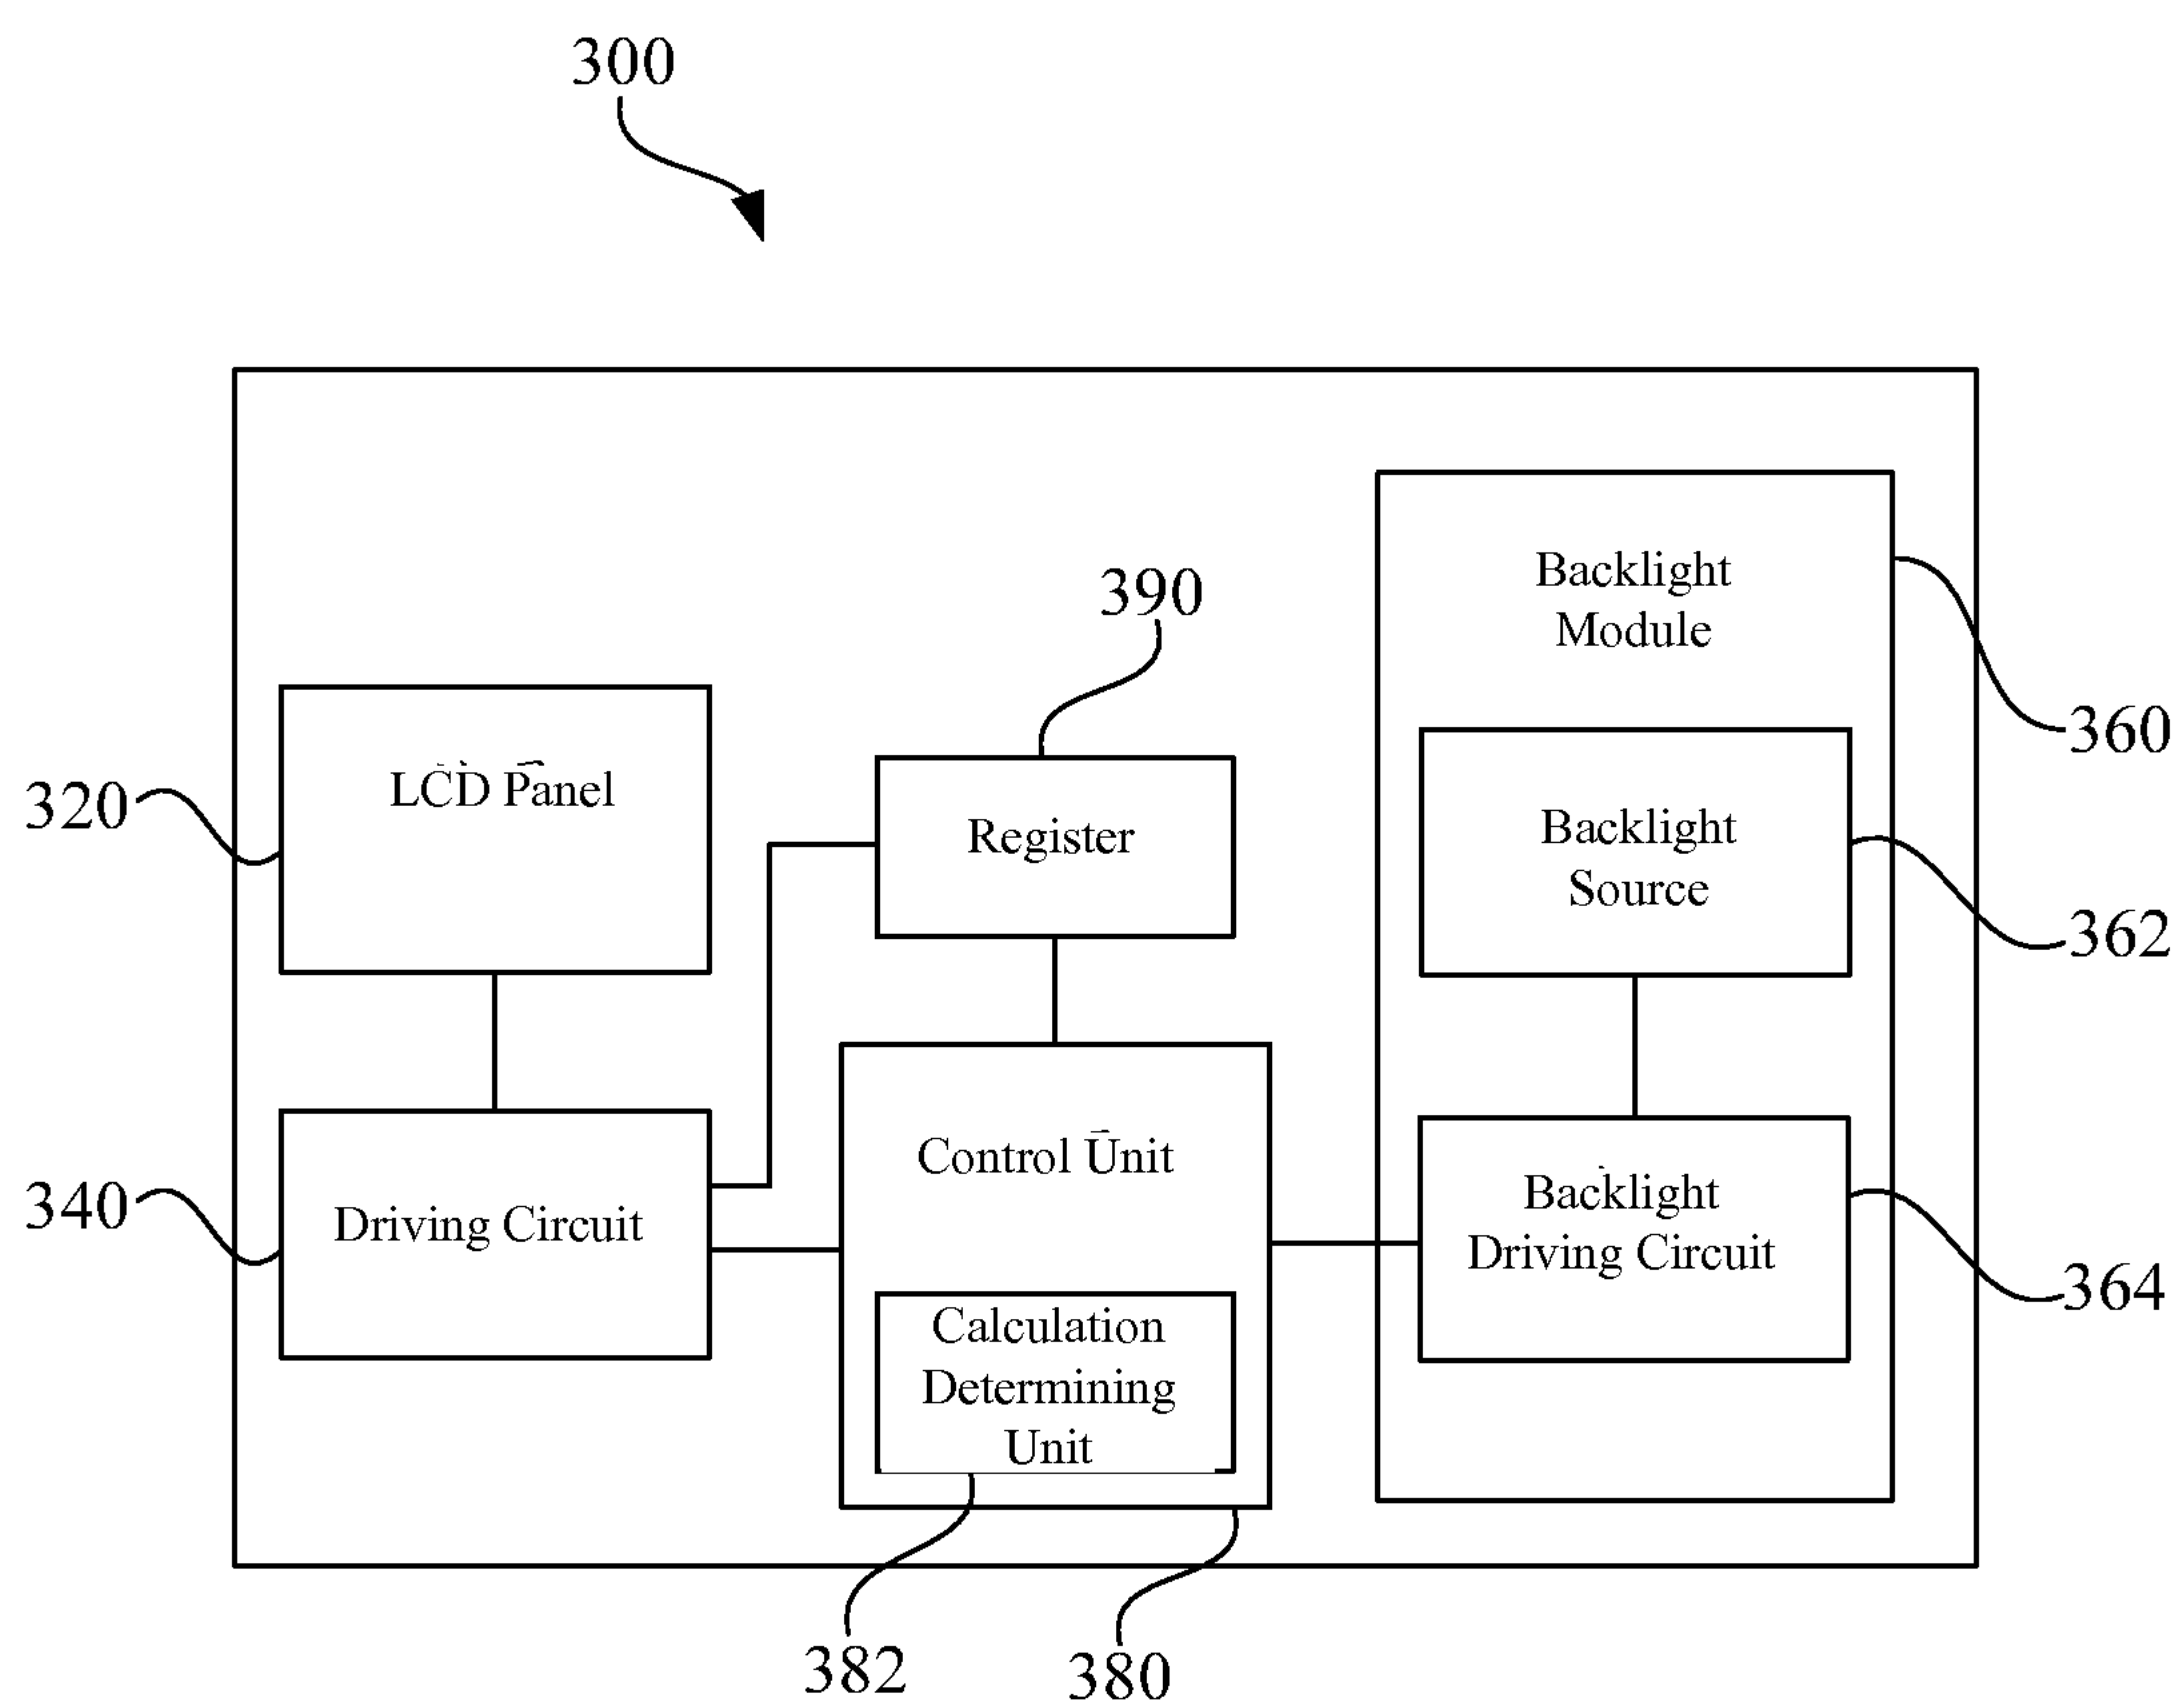 300
390
Backlight
Module
360
320
LCD Panel
Register
Backlight
Source
362
340
Driving Circuit
Control Unit
Backlight
Driving Circuit
364
Calculation
Determining
Unit
382
380